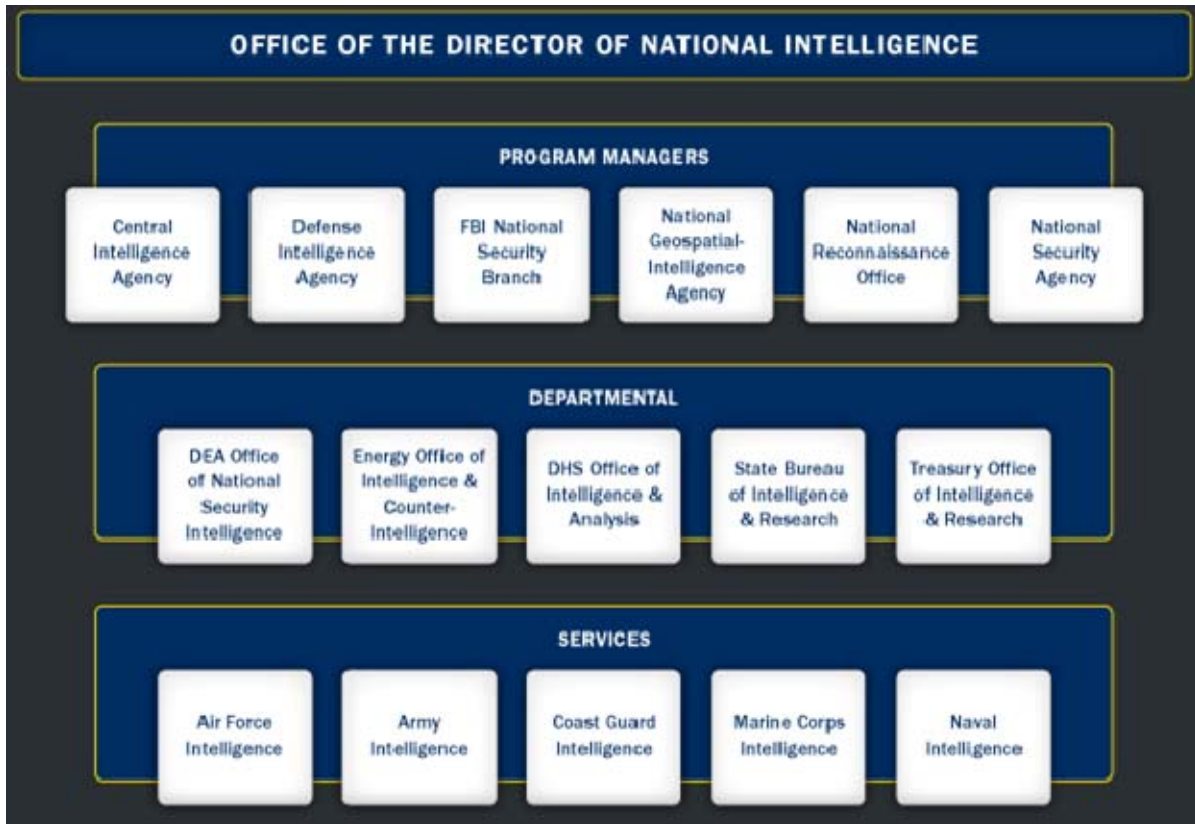 OFFICE OF THE DIRECTOR OF NATIONAL INTELLIGENCE
PROGRAM MANAGERS
Central
Intelligence
Agency
Defense
Intelligence
Agency
FBI National
Security
Branch
National
Geospatial-
Intelligence
Agency
National
Reconnaissance
Office
National
Security
Agency
DEPARTMENTAL
DEA Office
of National
Security
Intelligence
Energy Office of
Intelligence &
Counter-
Intelligence
DHS Office of
Intelligence &
Analysis
State Bureau
of Intelligence
& Research
Treasury Office
of Intelligence
& Research
SERVICES
Air Force
Intelligence
Army
Intelligence
Coast Guard
Intelligence
Marine Corps
Intelligence
Naval
Intelligence